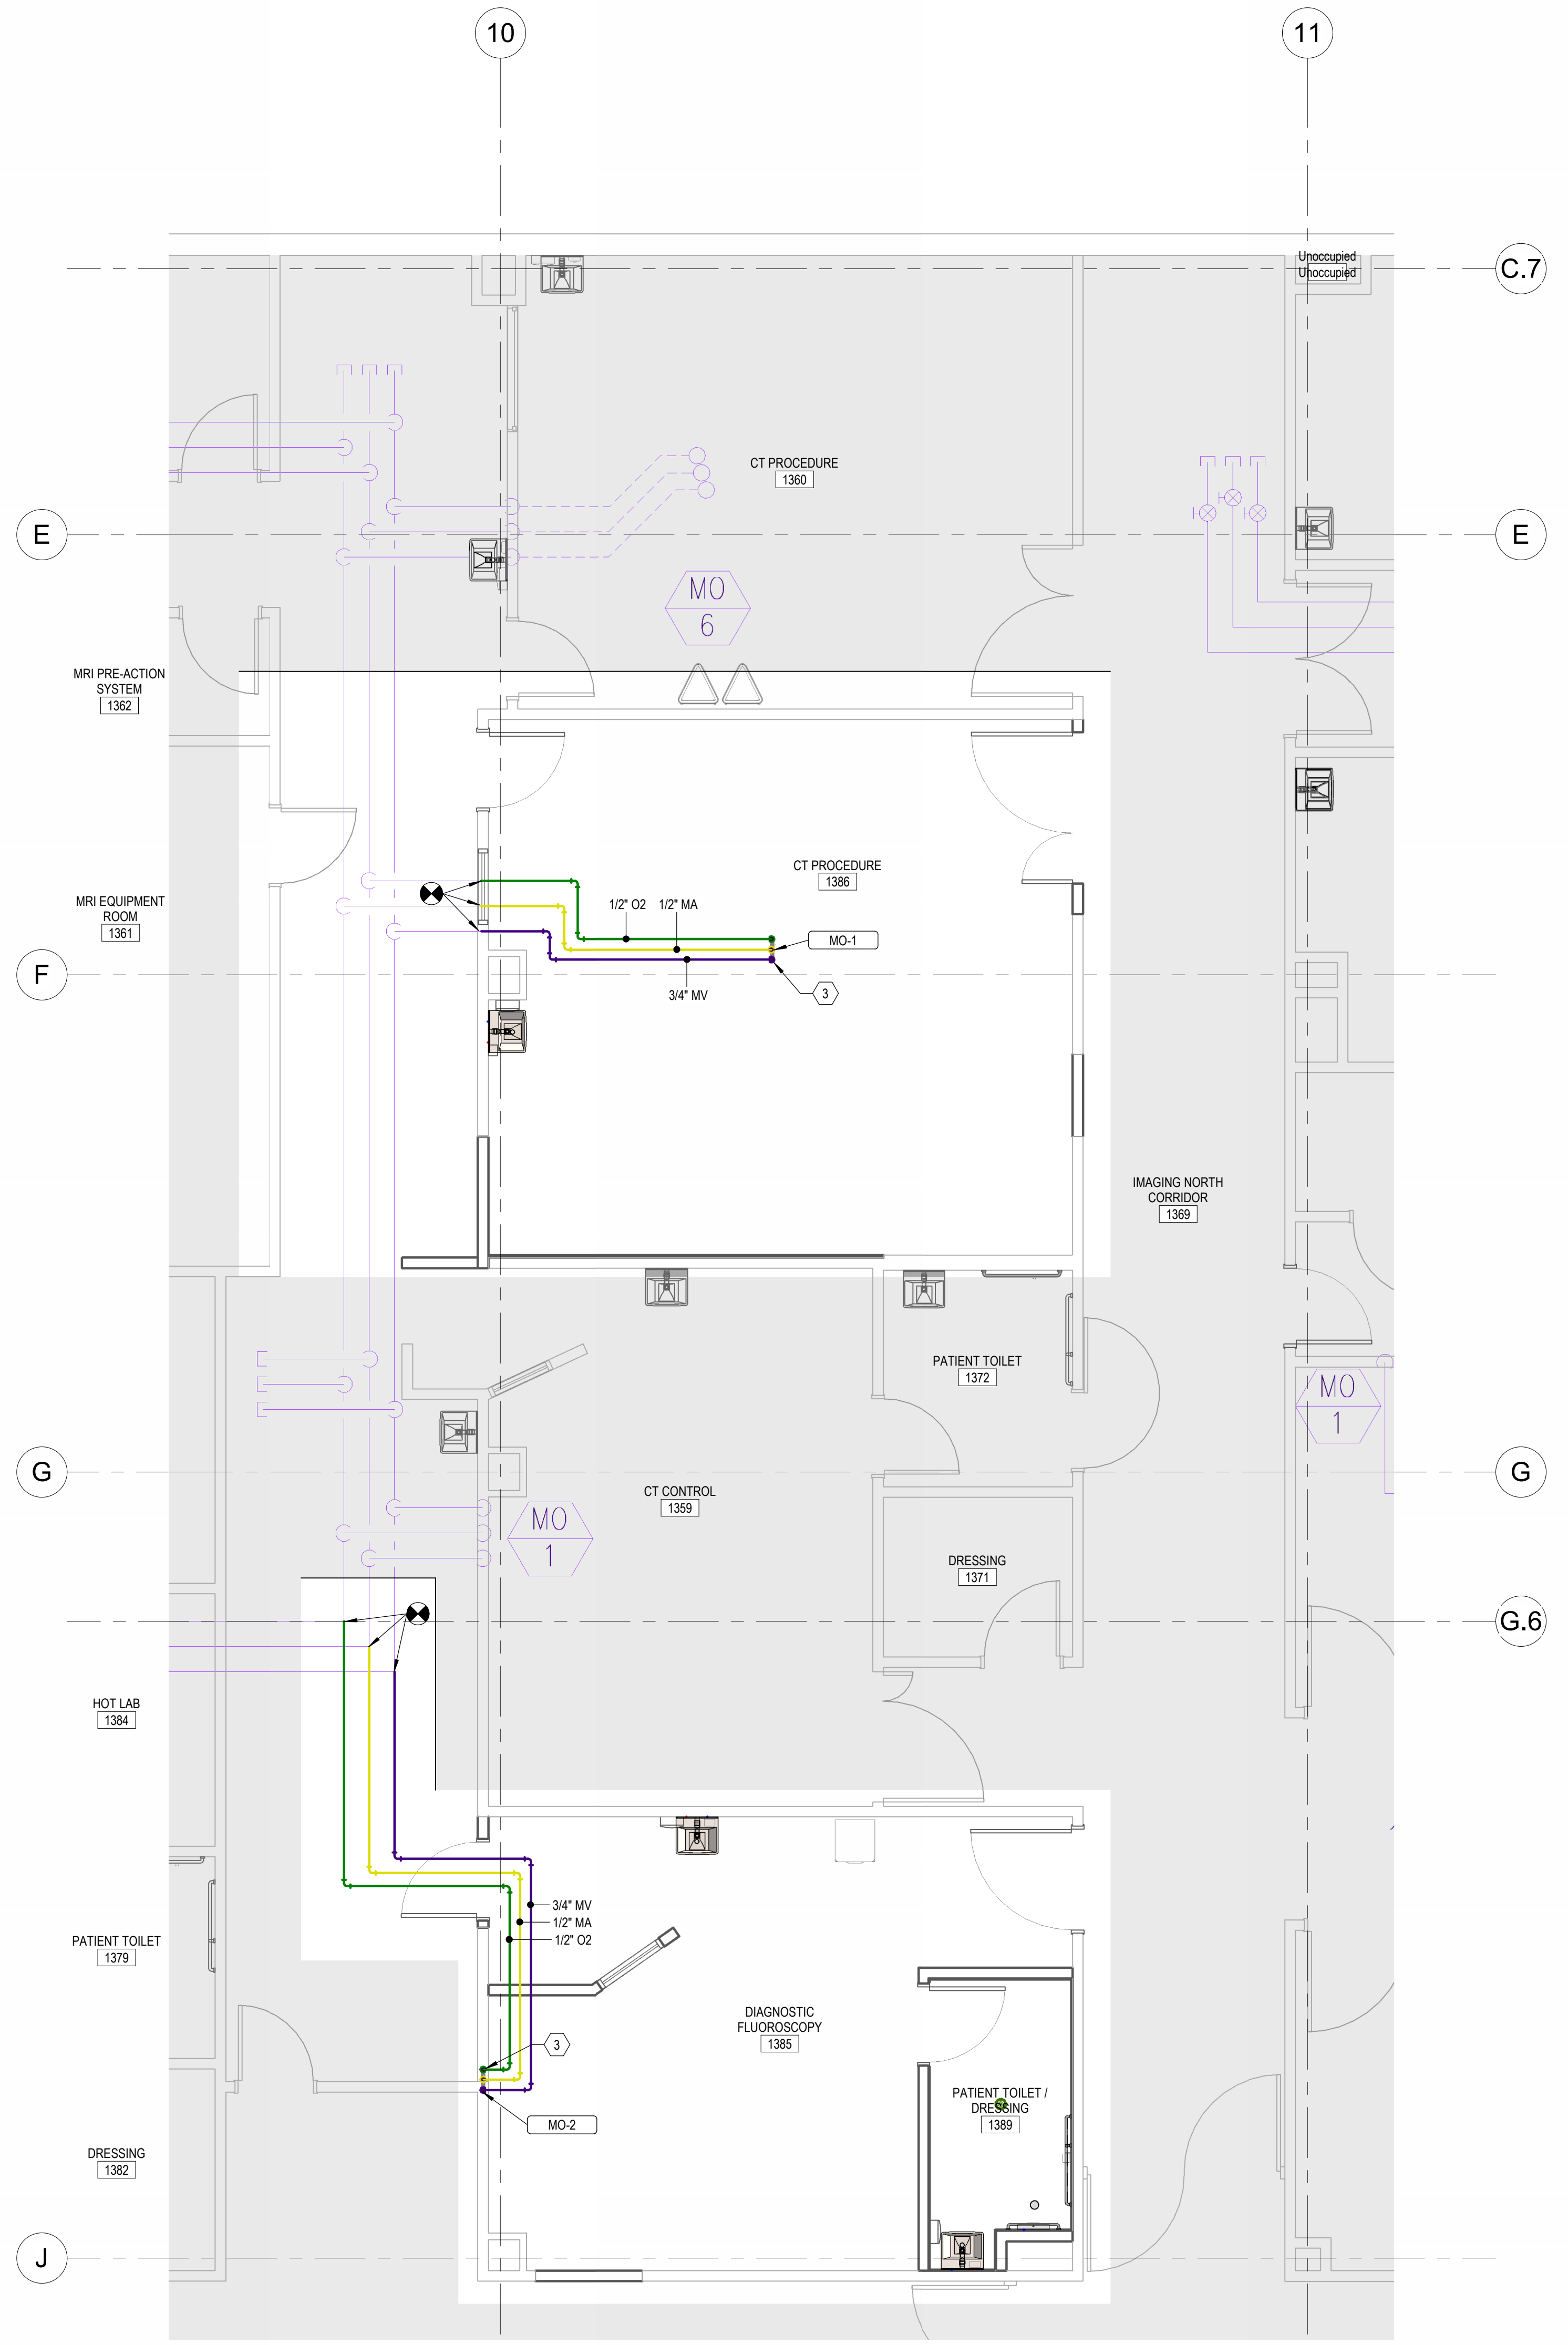 10
11
Unoccupied
Unoccupied
C.7
CT PROCEDURE
1360
E
E
MO
6
MRI PRE-ACTION
SYSTEM
1362
CT PROCEDURE
1386
MRI EQUIPMENT
ROOM
1361
1/2" O2
1/2" MA
MO-1
F
3/4" MV
3
IMAGING NORTH
CORRIDOR
1369
PATIENT TOILET
1372
MO
1
G
G
CT CONTROL
1359
MO
1
DRESSING
1371
G.6
HOT LAB
1384
3/4" MV
1/2" MA
1/2" O2
PATIENT TOILET
1379
DIAGNOSTIC
FLUOROSCOPY
1385
3
PATIENT TOILET /
DRESSING
1389
MO-2
DRESSING
1382
J